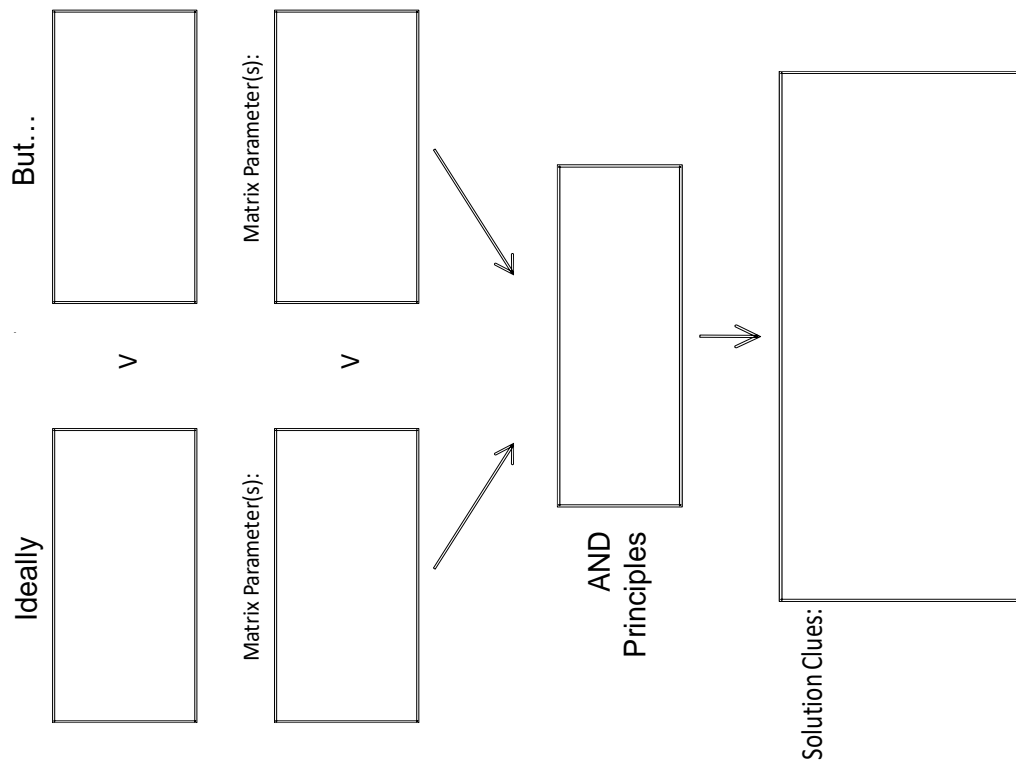 Ideally
But...
v
Matrix Parameter(s):
Matrix Parameter(s):
v
AND
Principles
Solution Clues: